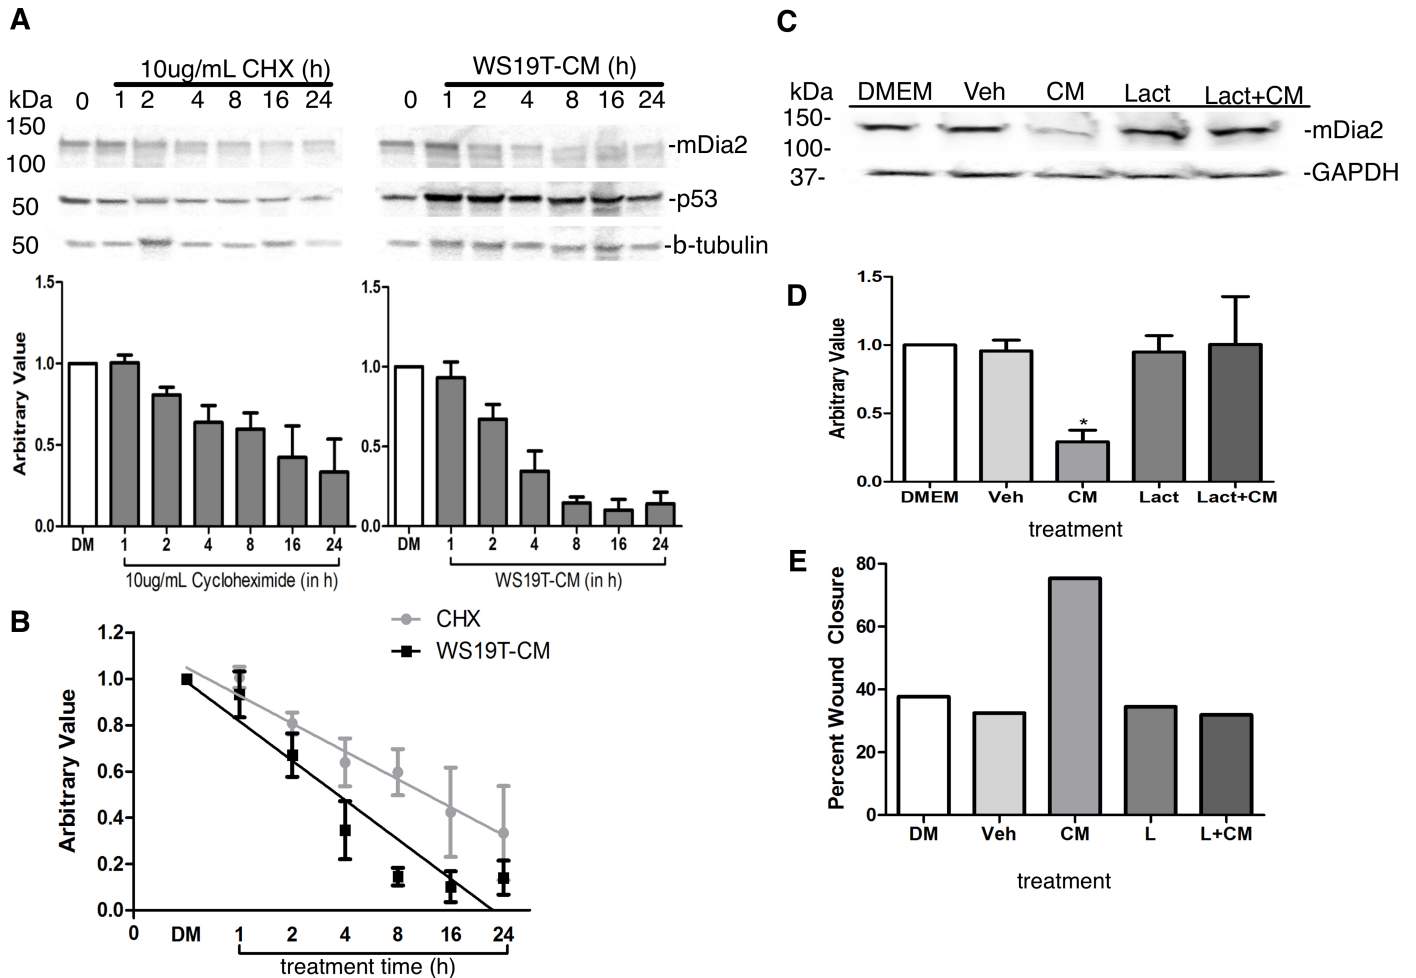 A
10ug/mL CHX (h)
WS19T-CM (h)
kDa 0 1 2 4 8 16 24
0 1 2 4 8 16 24
150
100
-mDia2
50
-p53
50
-b-tubulin
1.5
1.0
0.5
0.0
Arbitrary Value
DM 1 2 4 8 16 24
10ug/mL Cycloheximide (in h)
1.5
1.0
0.5
0.0
DM 1 2 4 8 16 24
WS19T-CM (in h)
B
CHX
WS19T-CM
1.2
1.0
0.8
0.6
0.4
0.2
0.0
Arbitrary Value
0 DM 1 2 4 8 16 24
treatment time (h)
C
kDa DMEM Veh CM Lact Lact+CM
150-
-mDia2
100-
37-
-GAPDH
D
1.5
1.0
0.5
0.0
Arbitrary Value
*
DMEM Veh CM Lact Lact+CM
treatment
E
80
60
40
20
0
Percent Wound Closure
DM Veh CM L L+CM
treatment